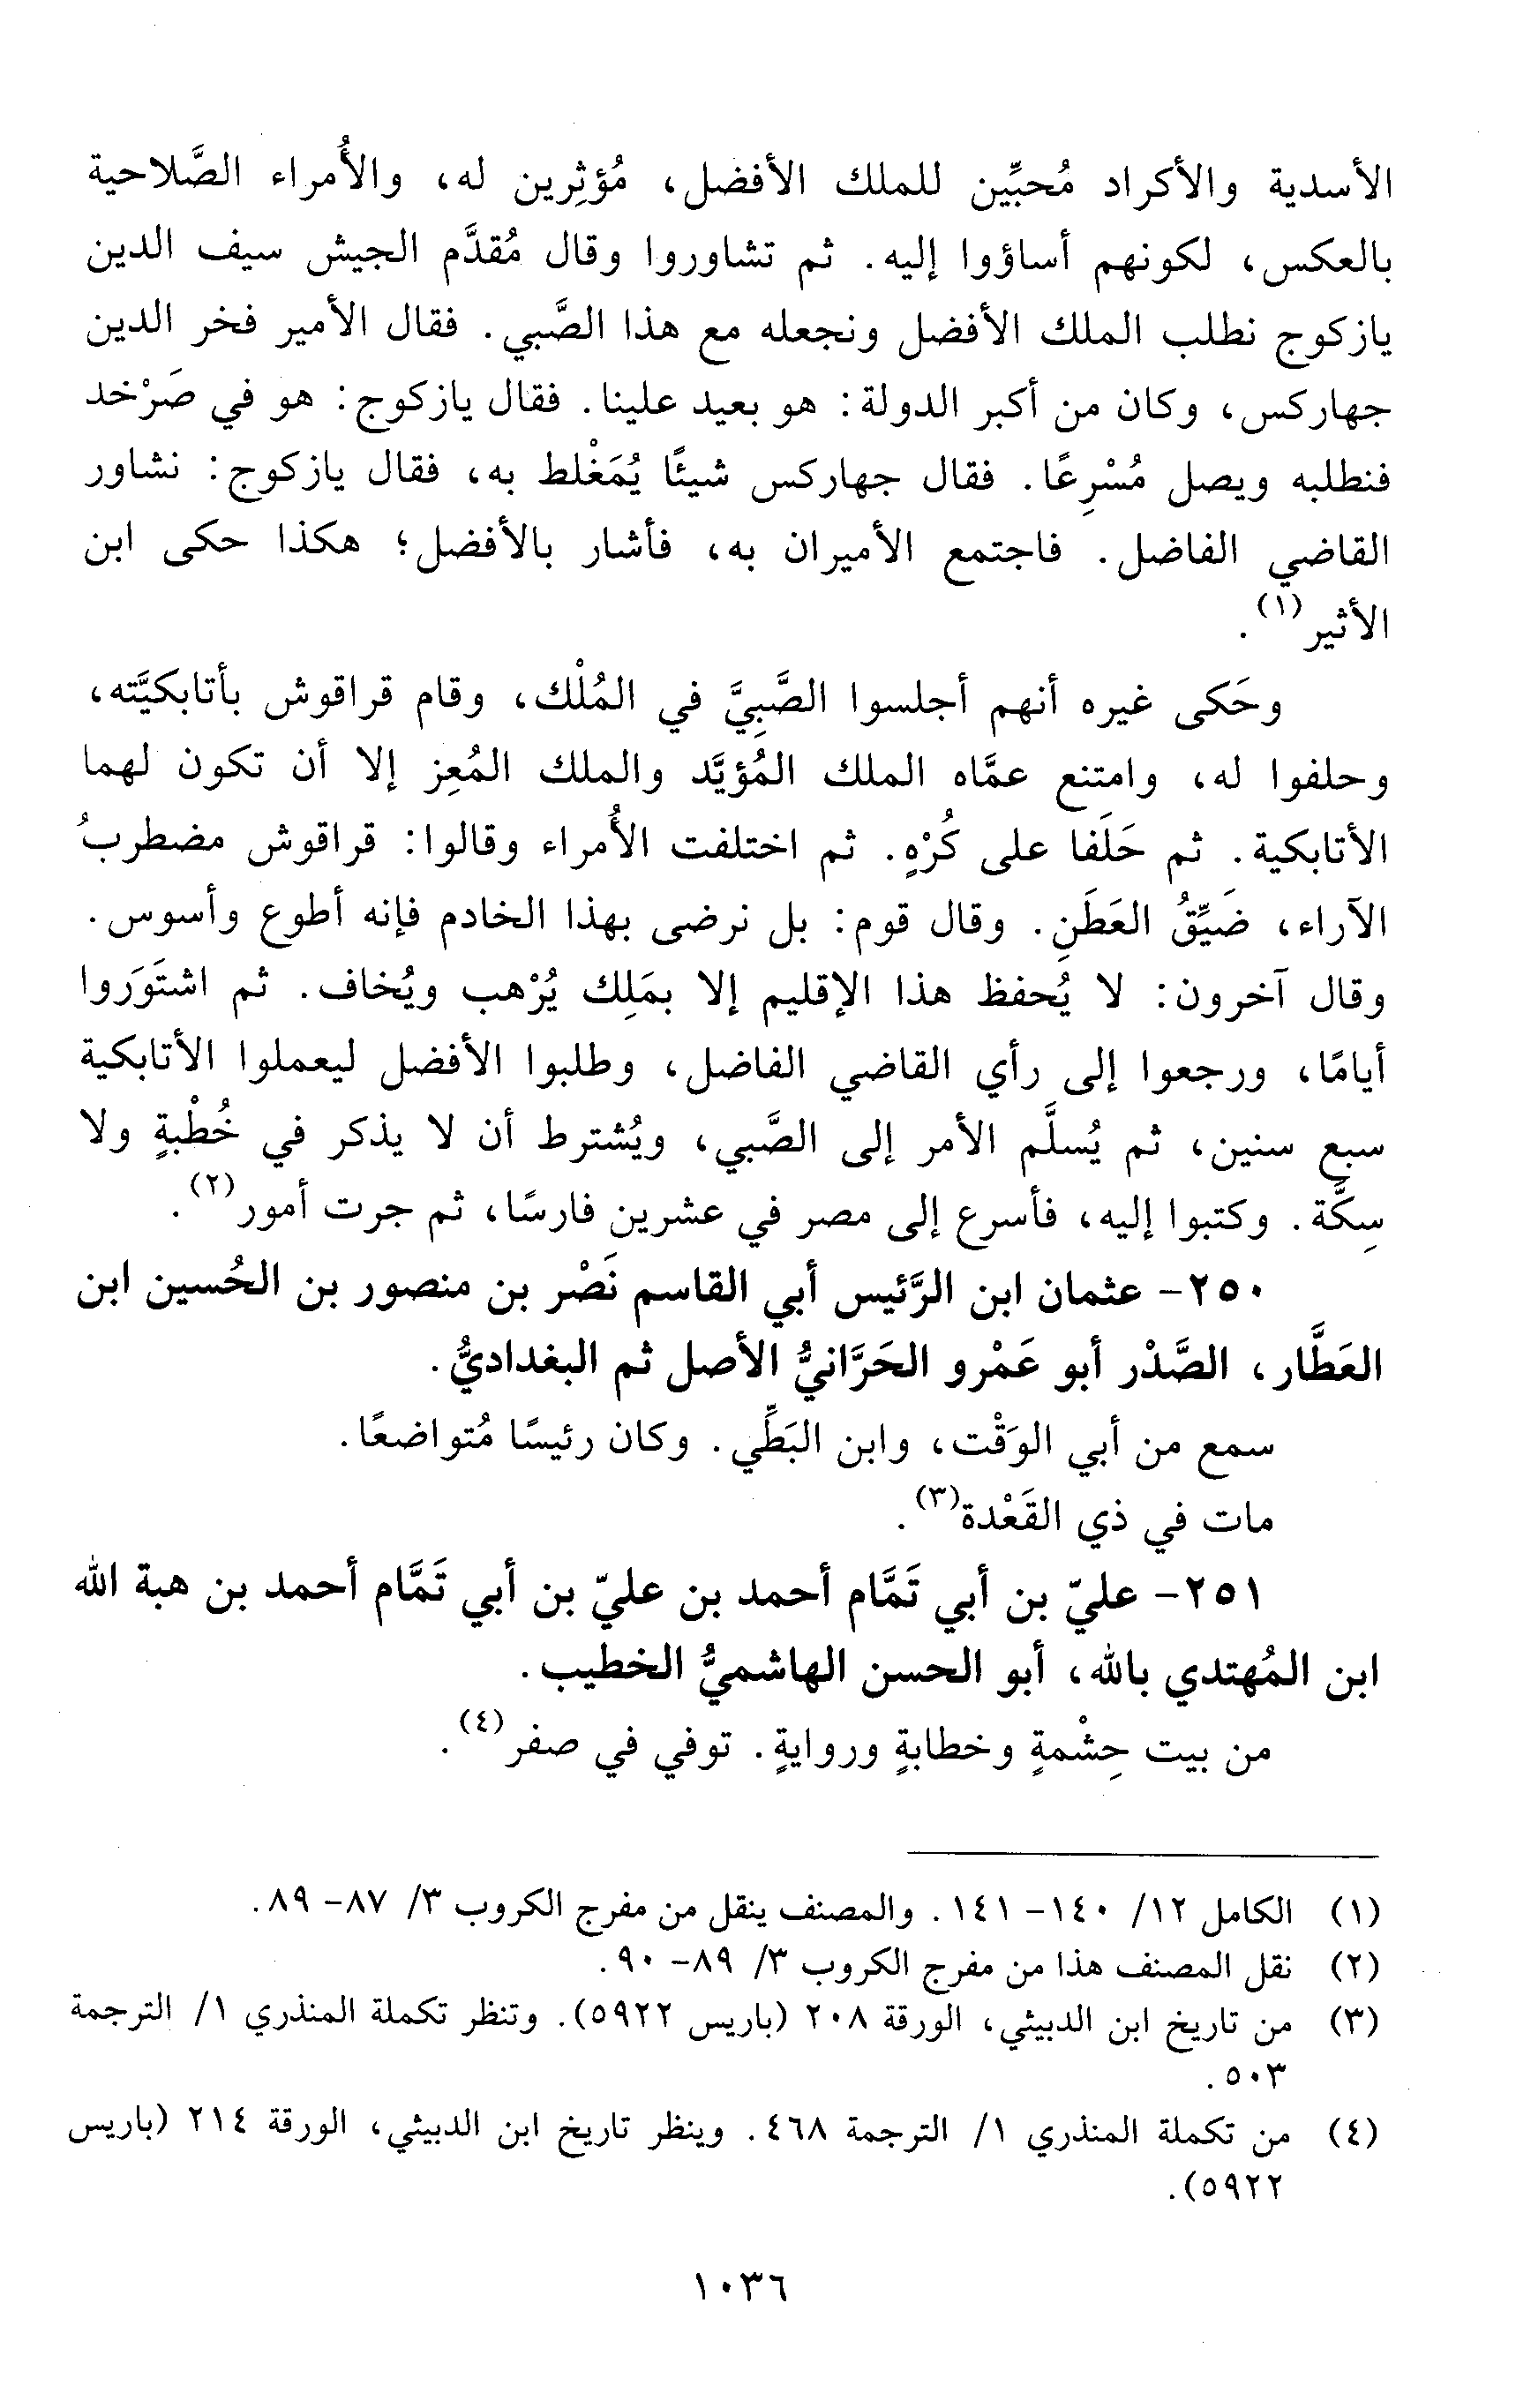 الأسدية والأكراد مُحبِّين للملك الأفضل، مُؤثِرين له، والأُمراء الصَّلاحية
بالعكس، لكونهم أساؤوا إليه. ثم تشاوروا وقال مُقدَّم الجيش سيف الدين
يازكوج نطلب الملك الأفضل ونجعله مع هذا الصَّبي. فقال الأمير فخر الدين
جهاركس، وكان من أكبر الدولة: هو بعيد علينا. فقال يازكوج: هو في صَرْخد
فنطلبه ويصل مُسْرِعًا. فقال جهاركس شيئًا يُمَغْلط به، فقال يازكوج: نشاور
القاضي الفاضل. فاجتمع الأميران به، فأشار بالأفضل؛ هكذا حكى ابن
الأثير(١).
وحَكى غيره أنهم أجلسوا الصَّبِيَّ في المُلْك، وقام قراقوش بأتابكيَّته،
وحلفوا له، وامتنع عمَّاه الملك المُؤيَّد والملك المُعِز إلا أن تكون لهما
الأتابكية. ثم حَلَفا على كُرْهٍ. ثم اختلفت الأُمراء وقالوا: قراقوش مضطربُ
الآراء، ضَيِّقُ العَطَنِ. وقال قوم: بل نرضى بهذا الخادم فإنه أطوع وأسوس.
وقال آخرون: لا يُحفظ هذا الإقليم إلا بمَلِك يُرْهب ويُخاف. ثم اشتَوَروا
أيامًا، ورجعوا إلى رأي القاضي الفاضل، وطلبوا الأفضل ليعملوا الأتابكية
سبع سنين، ثم يُسلَّم الأمر إلى الصَّبي، ويُشترط أن لا يذكر في خُطْبةٍ ولا
سِكَّة. وكتبوا إليه، فأسرع إلى مصر في عشرين فارسًا، ثم جرت أمور(٢).
٢٥٠- عثمان ابن الرَّئيس أبي القاسم نَصْر بن منصور بن الحُسين ابن
العَطَّار، الصَّدْر أبو عَمْرو الحَرَّانيُّ الأصل ثم البغداديُّ.
سمع من أبي الوَقْت، وابن البَطِّي. وكان رئيسًا مُتواضعًا.
مات في ذي القَعْدة(٣).
٢٥١- عليّ بن أبي تَمَّام أحمد بن عليّ بن أبي تَمَّام أحمد بن هبة الله
ابن المُهتدي بالله، أبو الحسن الهاشميُّ الخطيب.
من بيت حِشْمةٍ وخطابةٍ وروايةٍ. توفي في صفر(٤).
(١) الكامل ١٢/ ١٤٠- ١٤١. والمصنف ينقل من مفرج الكروب ٣/ ٨٧- ٨٩.
(٢) نقل المصنف هذا من مفرج الكروب ٣/ ٨٩- ٩٠.
(٣) من تاريخ ابن الدبيثي، الورقة ٢٠٨ (باريس ٥٩٢٢). وتنظر تكملة المنذري ١/ الترجمة
٥٠٣.
(٤) من تكملة المنذري ١/ الترجمة ٤٦٨. وينظر تاريخ ابن الدبيثي، الورقة ٢١٤ (باريس
٥٩٢٢).
١٠٣٦